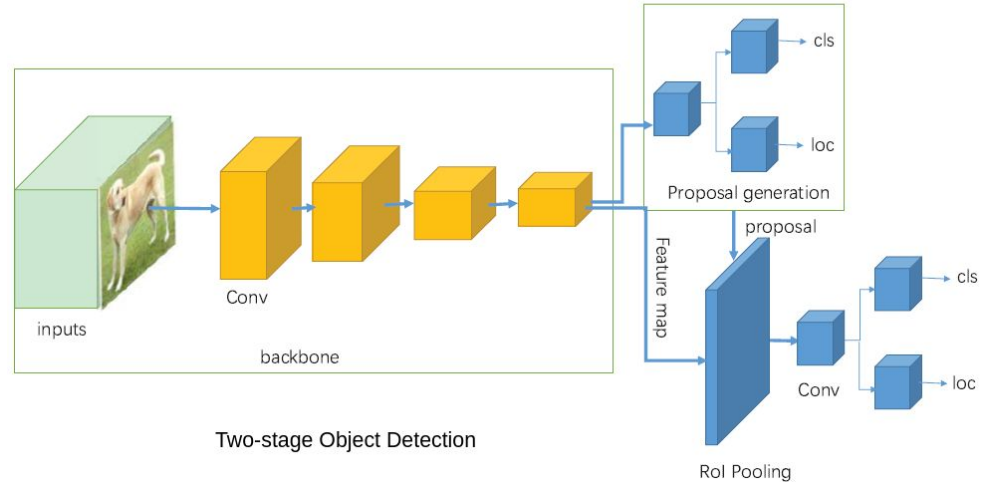 cls
loc
Proposal generation
proposal
Feature map
Conv
inputs
backbone
cls
Conv
loc
Two-stage Object Detection
RoI Pooling